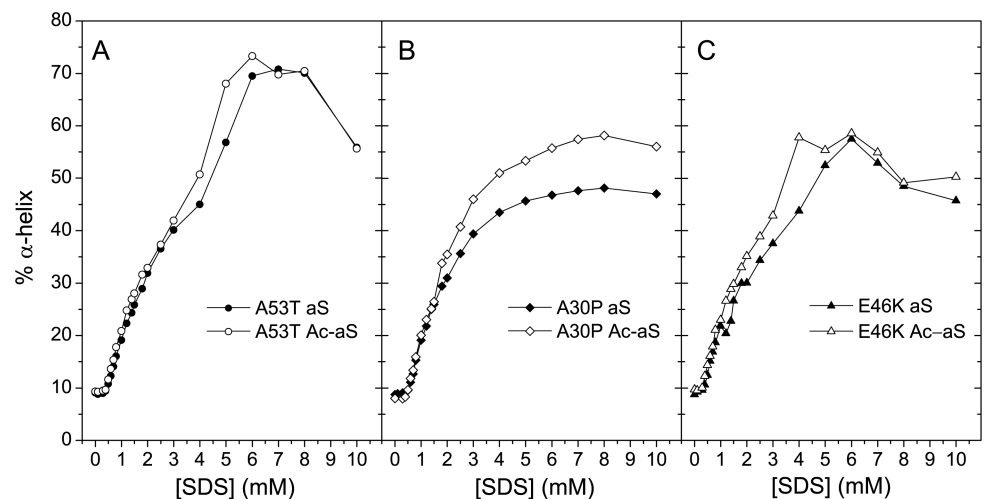 80
70
60
50
40
30
20
10
0
% α-helix
A
A53T aS
A53T Ac-aS
0 1 2 3 4 5 6 7 8 9 10
[SDS] (mM)
B
A30P aS
A30P Ac-aS
0 1 2 3 4 5 6 7 8 9 10
[SDS] (mM)
C
E46K aS
E46K Ac–aS
0 1 2 3 4 5 6 7 8 9 10
[SDS] (mM)